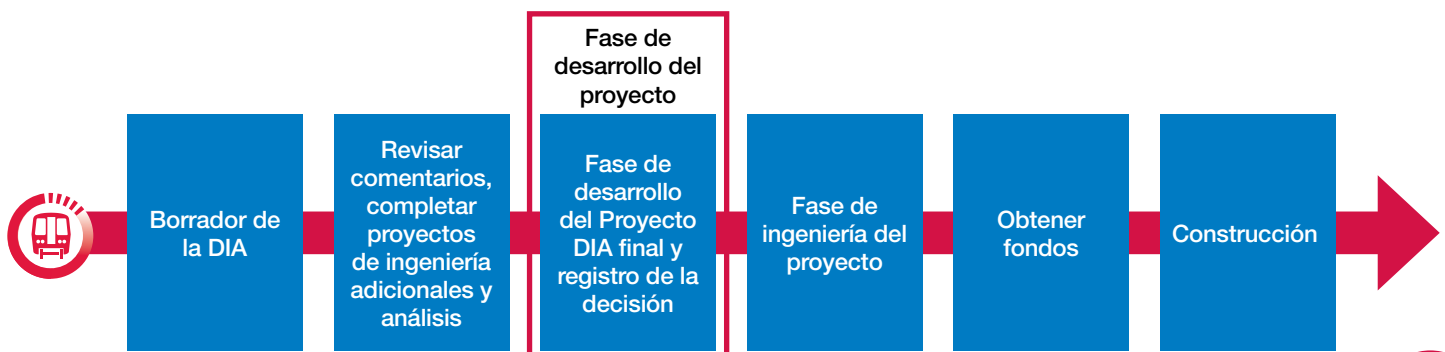 Fase de
desarrollo del
proyecto
Borrador de
la DIA
Revisar
comentarios,
completar
proyectos
de ingeniería
adicionales y
análisis
Fase de
desarrollo
del Proyecto
DIA final y
registro de la
decisión
Fase de
ingeniería del
proyecto
Obtener
fondos
Construcción